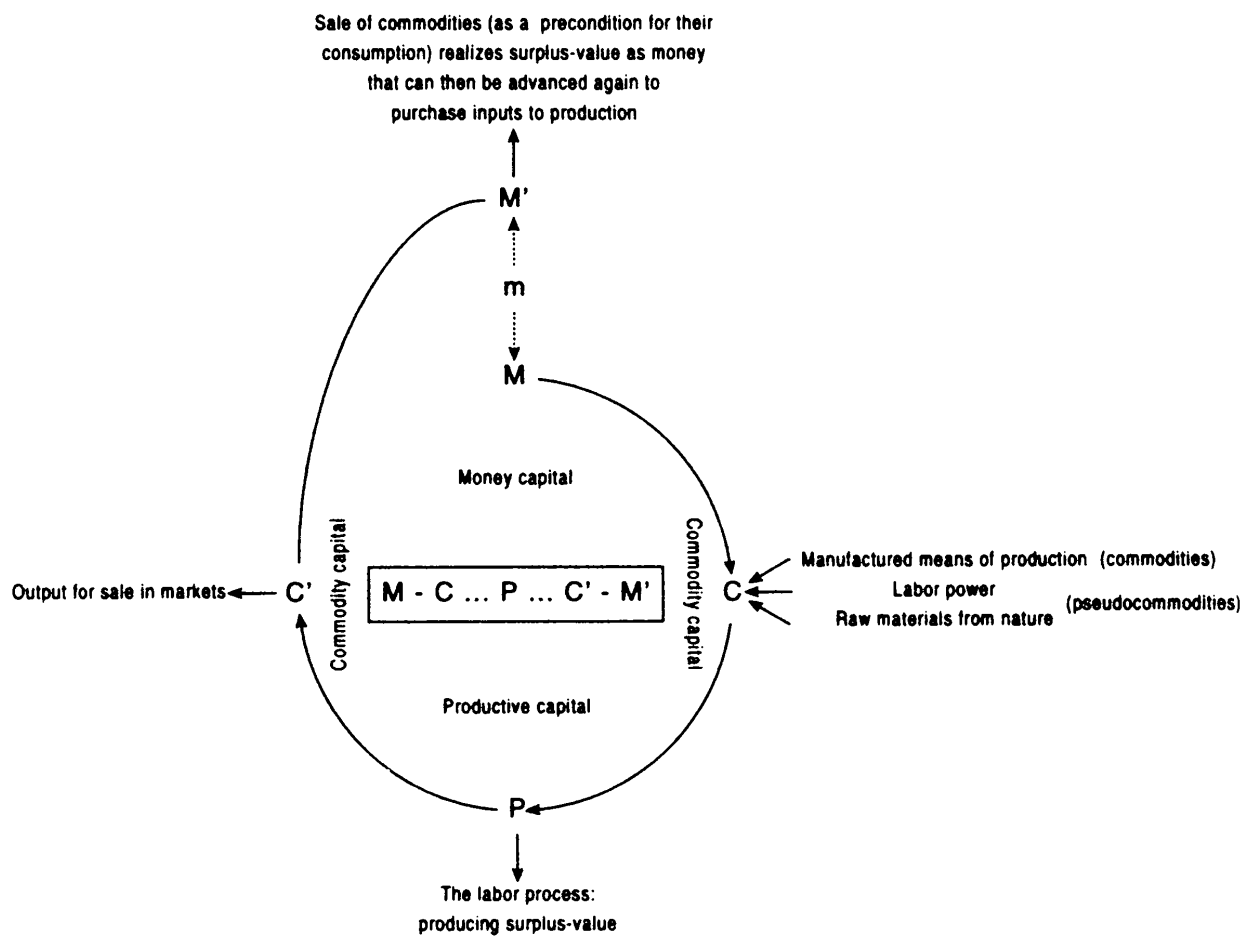 Sale of commodities (as a precondition for their
consumption) realizes surplus-value as money
that can then be advanced again to
purchase inputs to production
M'
m
M
Money capital
Commodity capital
Commodity capital
Manufactured means of production (commodities)
Output for sale in markets
C'
M - C ... P ... C' - M'
C
Labor power
(pseudocommodities)
Raw materials from nature
Productive capital
P
The labor process:
producing surplus-value